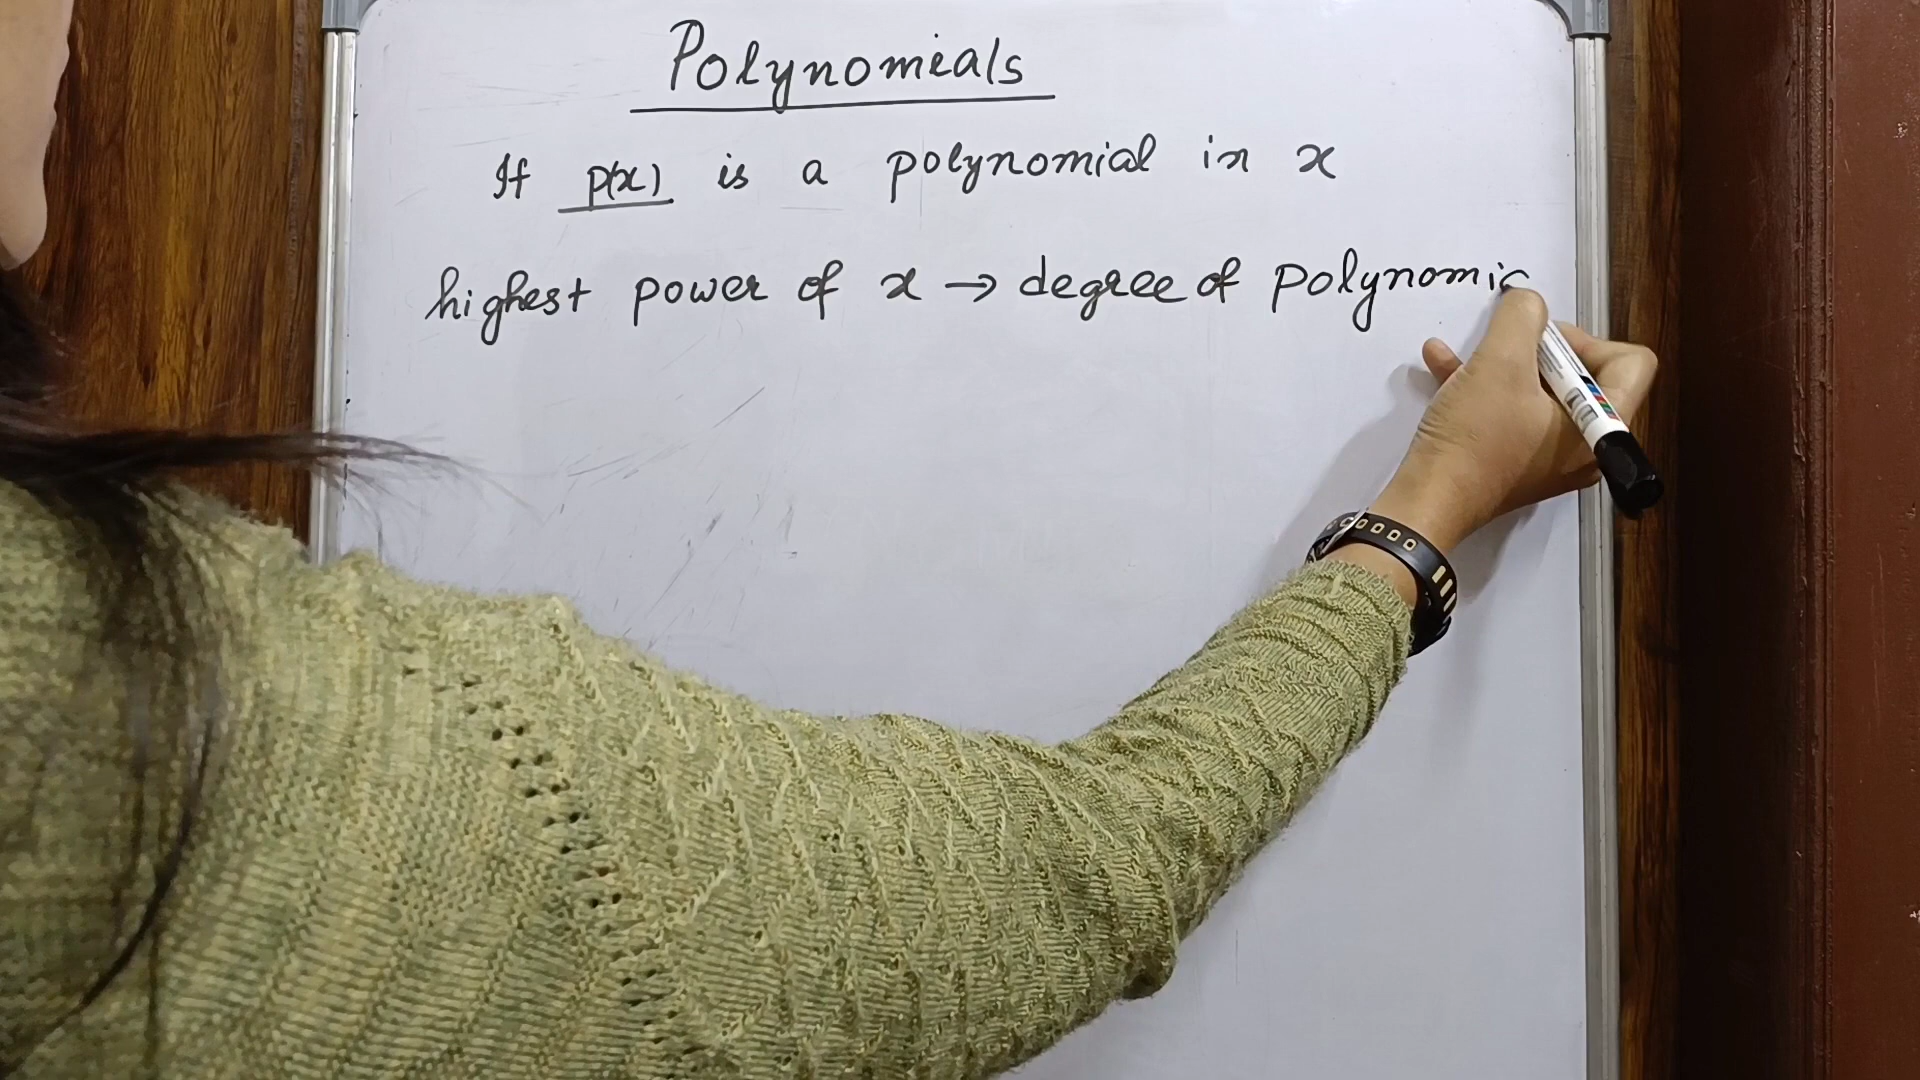 Polynomials
If p(x) is a polynomial in x
highest power of x → degree of polynomi